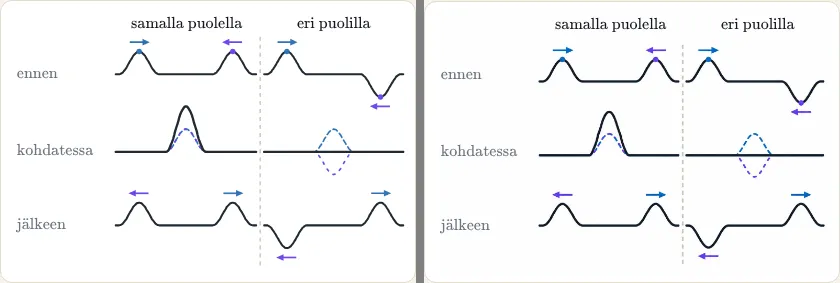 samalla puolella eri puolilla
ennen
kohdatessa
jälkeen
samalla puolella eri puolilla
ennen
kohdatessa
jälkeen